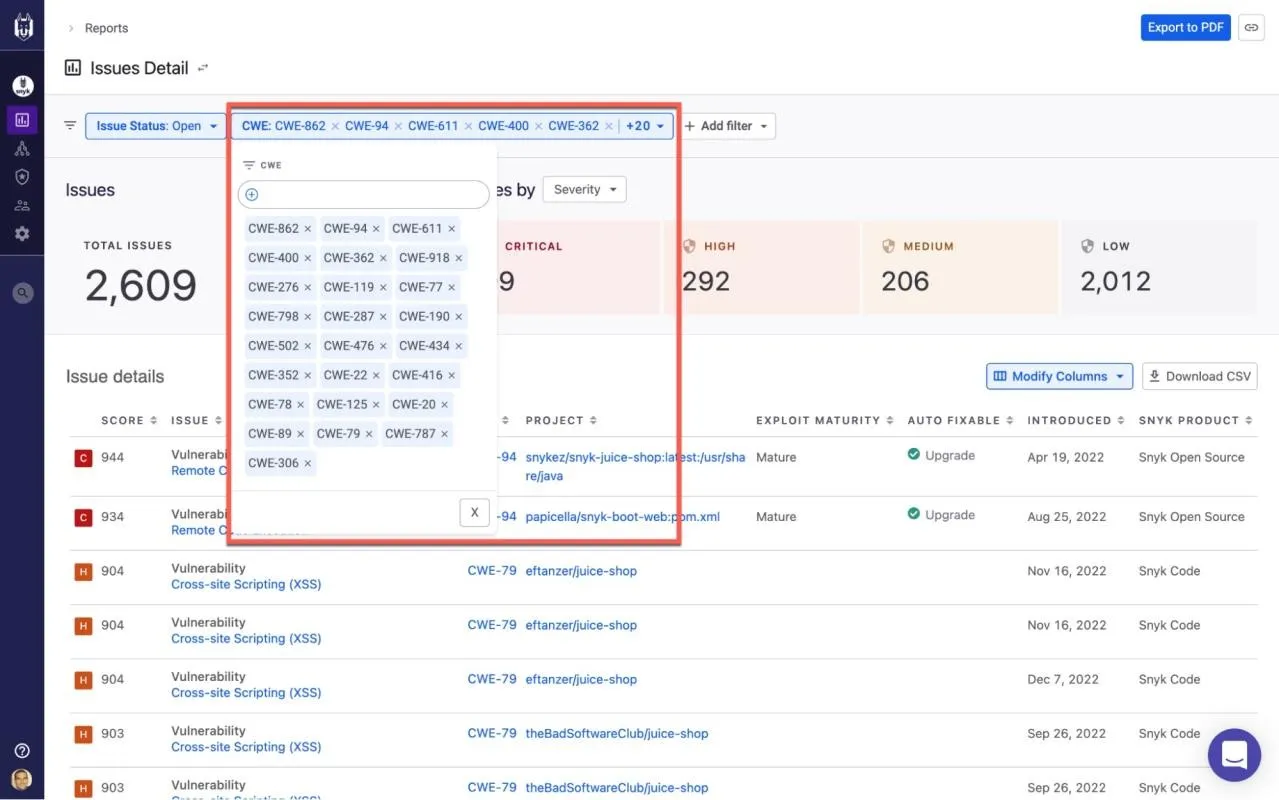 Reports
Export to PDF
snyk
Issues Detail
Issue Status: Open
CWE: CWE-862 × CWE-94 × CWE-611 × CWE-400 × CWE-362 × +20
+ Add filter
CWE
Issues
es by Severity
CWE-862 × CWE-94 × CWE-611 ×
CWE-400 × CWE-362 × CWE-918 ×
CWE-276 × CWE-119 × CWE-77 ×
CWE-798 × CWE-287 × CWE-190 ×
CWE-502 × CWE-476 × CWE-434 ×
CWE-352 × CWE-22 × CWE-416 ×
CWE-78 × CWE-125 × CWE-20 ×
CWE-89 × CWE-79 × CWE-787 ×
CWE-306 ×
X
TOTAL ISSUES
2,609
CRITICAL
9
HIGH
292
MEDIUM
206
LOW
2,012
Issue details
Modify Columns
Download CSV
SCORE ISSUE PROJECT EXPLOIT MATURITY AUTO FIXABLE INTRODUCED SNYK PRODUCT
C 944 Vulnerabi -94 snykez/snyk-juice-shop:latest:/usr/sha Mature Upgrade Apr 19, 2022 Snyk Open Source
Remote C re/java
C 934 Vulnerabi -94 papicella/snyk-boot-web:pom.xml Mature Upgrade Aug 25, 2022 Snyk Open Source
Remote C
H 904 Vulnerability CWE-79 eftanzer/juice-shop Nov 16, 2022 Snyk Code
Cross-site Scripting (XSS)
H 904 Vulnerability CWE-79 eftanzer/juice-shop Nov 16, 2022 Snyk Code
Cross-site Scripting (XSS)
H 904 Vulnerability CWE-79 eftanzer/juice-shop Dec 7, 2022 Snyk Code
Cross-site Scripting (XSS)
H 903 Vulnerability CWE-79 theBadSoftwareClub/juice-shop Sep 26, 2022 Snyk Code
Cross-site Scripting (XSS)
H 903 Vulnerability CWE-79 theBadSoftwareClub/juice-shop Sep 26, 2022 Snyk Code